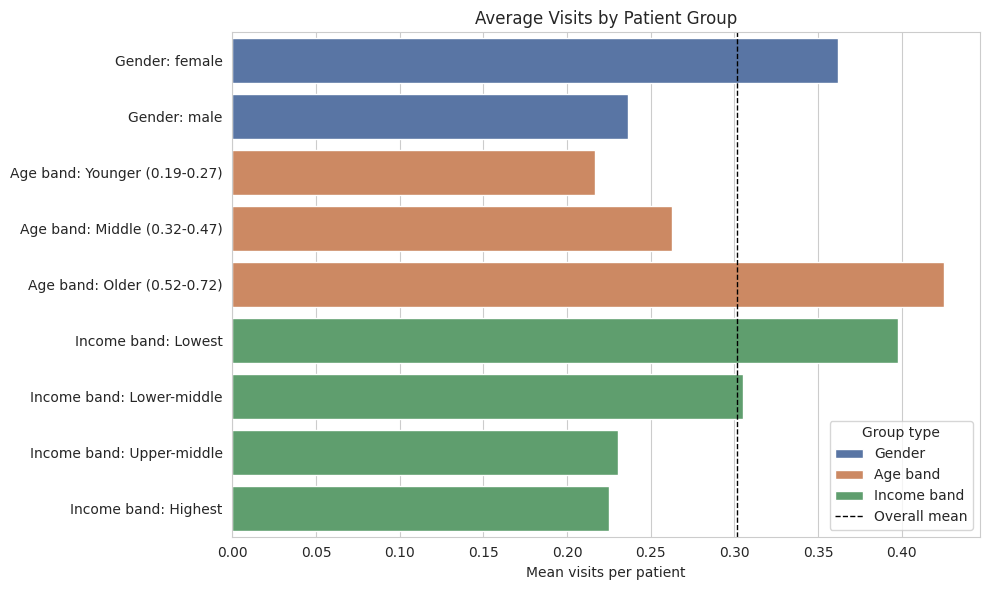 Average Visits by Patient Group
Gender: female
Gender: male
Age band: Younger (0.19-0.27)
Age band: Middle (0.32-0.47)
Age band: Older (0.52-0.72)
Income band: Lowest
Income band: Lower-middle
Income band: Upper-middle
Income band: Highest
Group type
Gender
Age band
Income band
Overall mean
0.00 0.05 0.10 0.15 0.20 0.25 0.30 0.35 0.40
Mean visits per patient